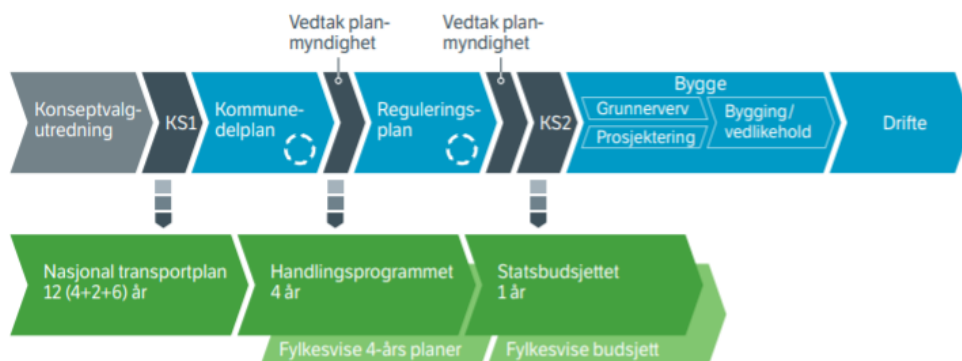 Vedtak plan-
myndighet
Vedtak plan-
myndighet
Konseptvalg-
utredning
KS1
Kommune-
delplan
Regulerings-
plan
KS2
Bygge
Grunnerverv
Prosjektering
Bygging/
vedlikehold
Drifte
Nasjonal transportplan
12 (4+2+6) år
Handlingsprogrammet
4 år
Statsbudsjettet
1 år
Fylkesvise 4-års planer
Fylkesvise budsjett